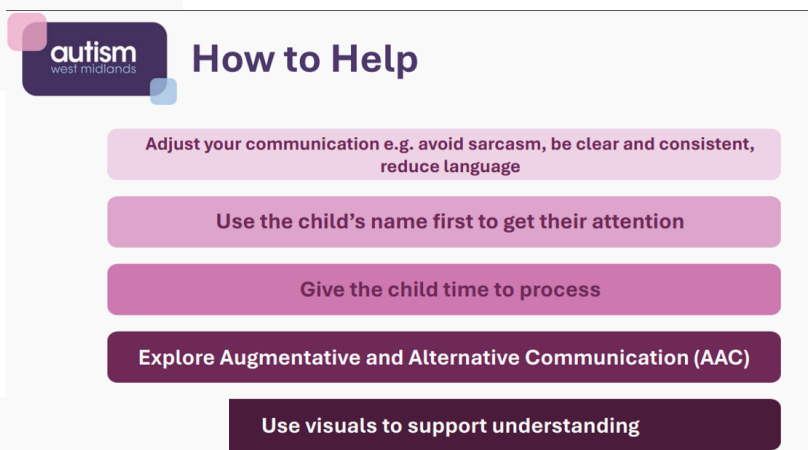 autism
west midlands
How to Help
Adjust your communication e.g. avoid sarcasm, be clear and consistent,
reduce language
Use the child’s name first to get their attention
Give the child time to process
Explore Augmentative and Alternative Communication (AAC)
Use visuals to support understanding